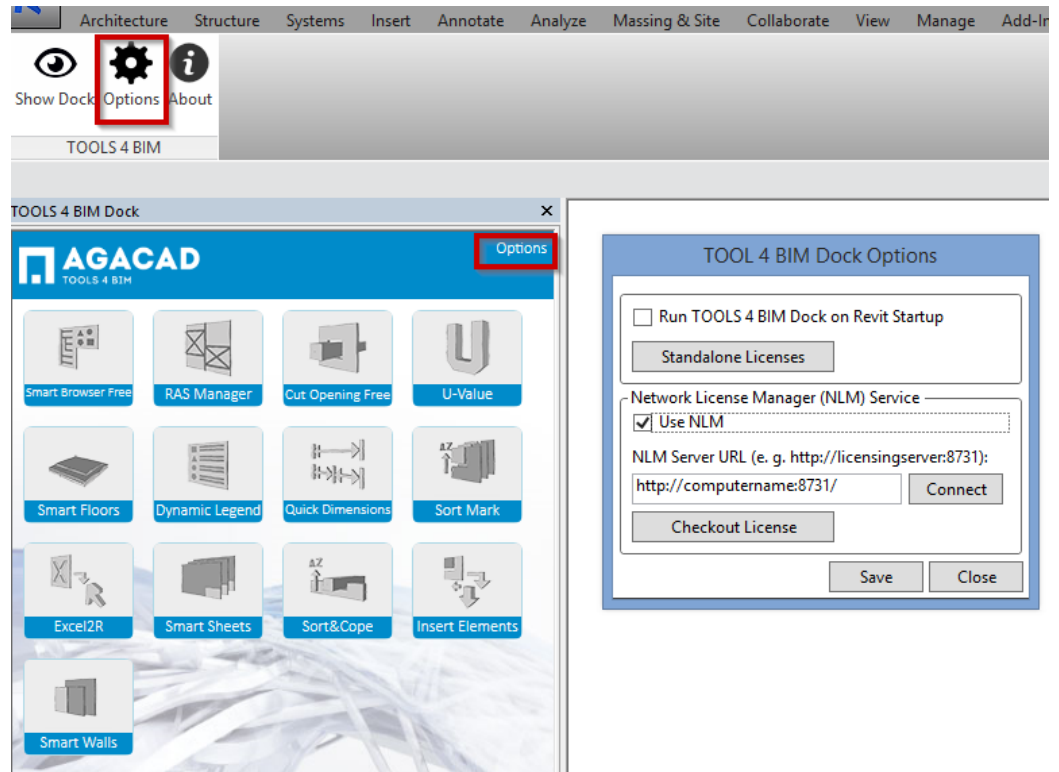 Architecture Structure Systems Insert Annotate Analyze Massing & Site Collaborate View Manage Add-In
Show Dock Options About
TOOLS 4 BIM
TOOLS 4 BIM Dock
AGACAD
TOOLS 4 BIM
Options
Smart Browser Free RAS Manager Cut Opening Free U-Value
Smart Floors Dynamic Legend Quick Dimensions Sort Mark
Excel2R Smart Sheets Sort&Cope Insert Elements
Smart Walls
TOOL 4 BIM Dock Options
Run TOOLS 4 BIM Dock on Revit Startup
Standalone Licenses
Network License Manager (NLM) Service
Use NLM
NLM Server URL (e. g. http://licensingserver:8731):
http://computername:8731/ Connect
Checkout License
Save Close